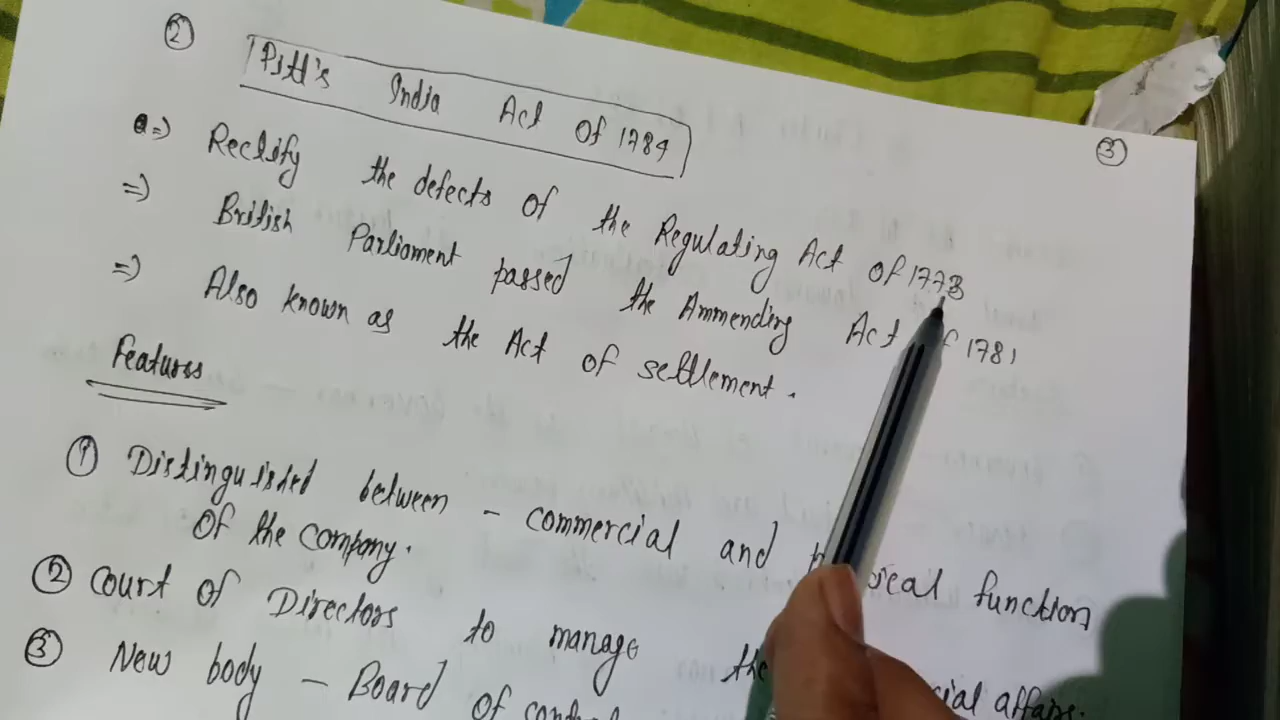 ②
Pitt's India Act Of 1784
③
⇒ Rectify the defects of the Regulating Act Of 1773
⇒ British Parliament passed the Ammending Act 1781
⇒ Also known as the Act of settlement.
Features
① Distinguished between – commercial and function
Of the company.
② Court of Directors to manage affairs.
③ New body – Board of